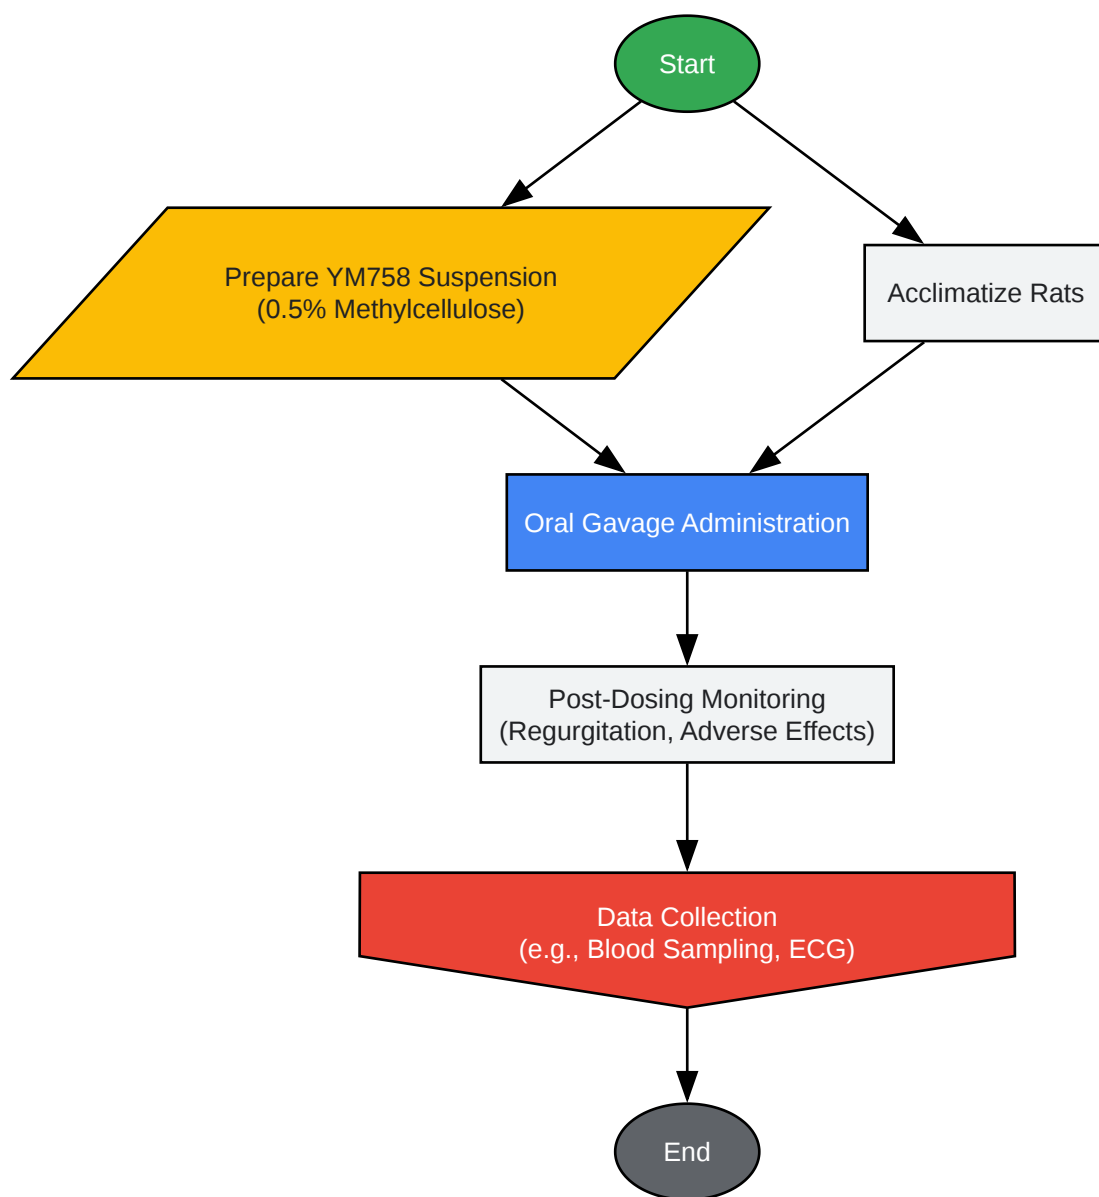 Start
Prepare YM758 Suspension
(0.5% Methylcellulose)
Acclimatize Rats
Oral Gavage Administration
Post-Dosing Monitoring
(Regurgitation, Adverse Effects)
Data Collection
(e.g., Blood Sampling, ECG)
End